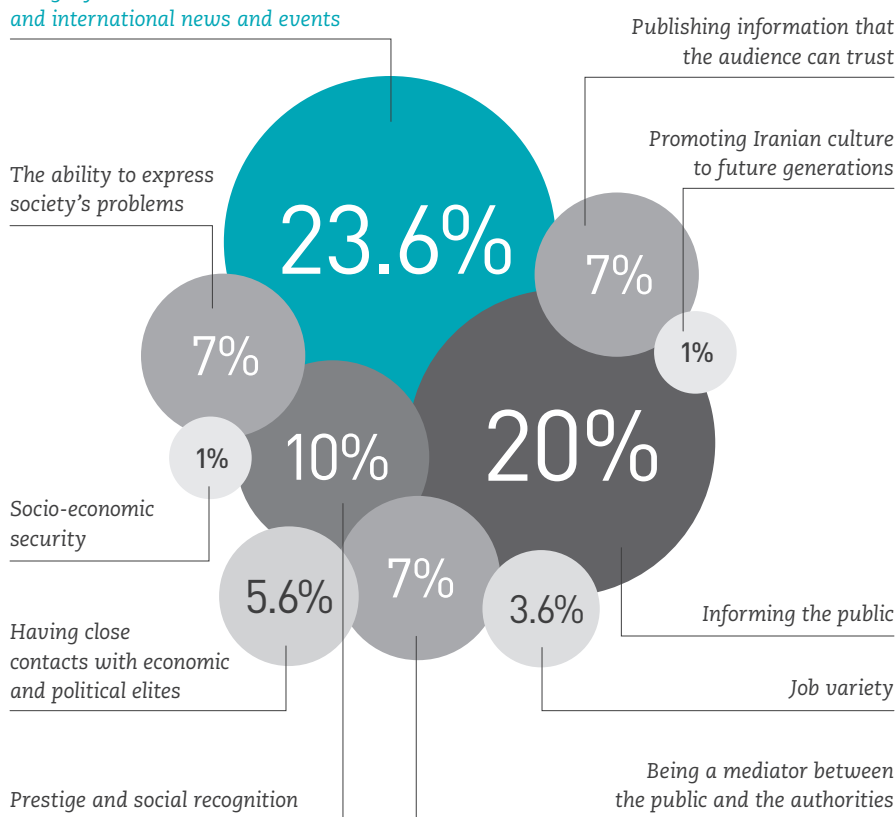 and international news and events
Publishing information that
the audience can trust
Promoting Iranian culture
to future generations
The ability to express
society's problems
23.6%
7%
1%
7%
20%
10%
1%
5.6%
7%
3.6%
Socio-economic
security
Informing the public
Having close
contacts with economic
and political elites
Job variety
Prestige and social recognition
Being a mediator between
the public and the authorities